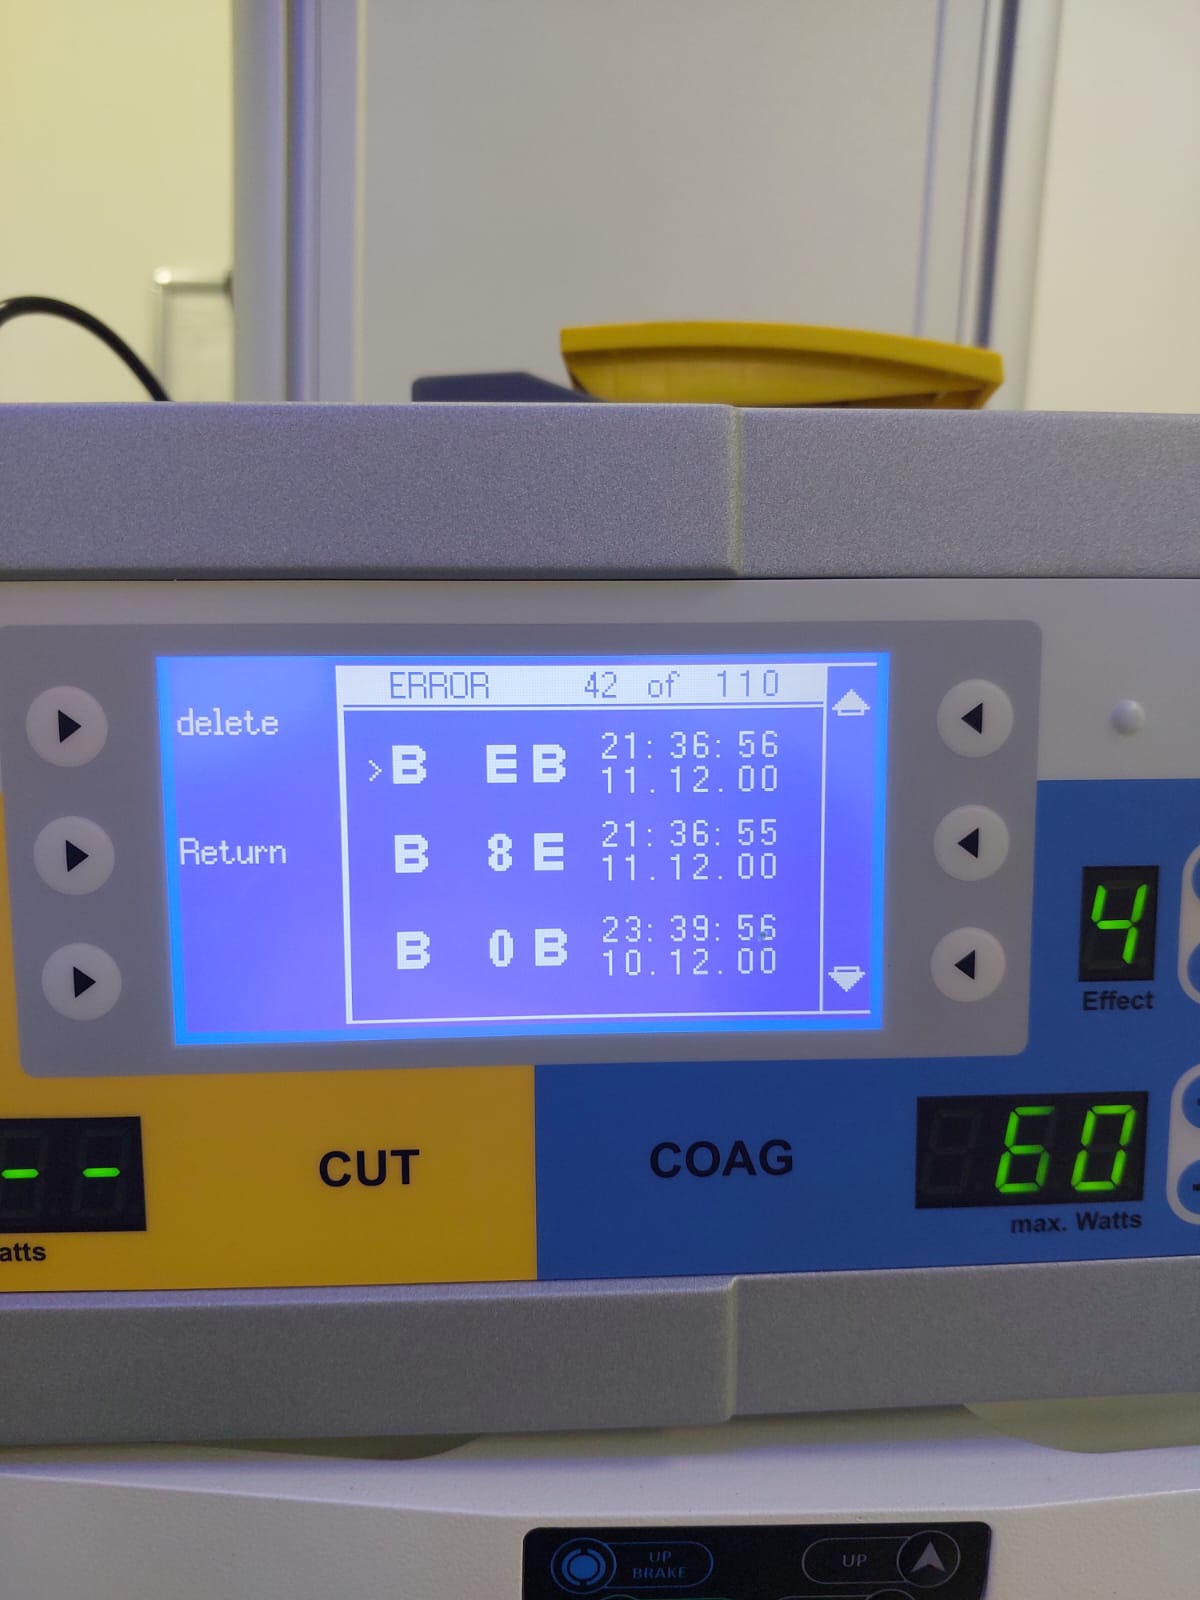 ERROR 42 of 110
delete
>B EB 21:36:56
11.12.00
B 8E 21:36:55
11.12.00
Return
B 0B 23:39:56
10.12.00
4
Effect
CUT
COAG
60
max. Watts
- -
atts
UP
BRAKE
UP